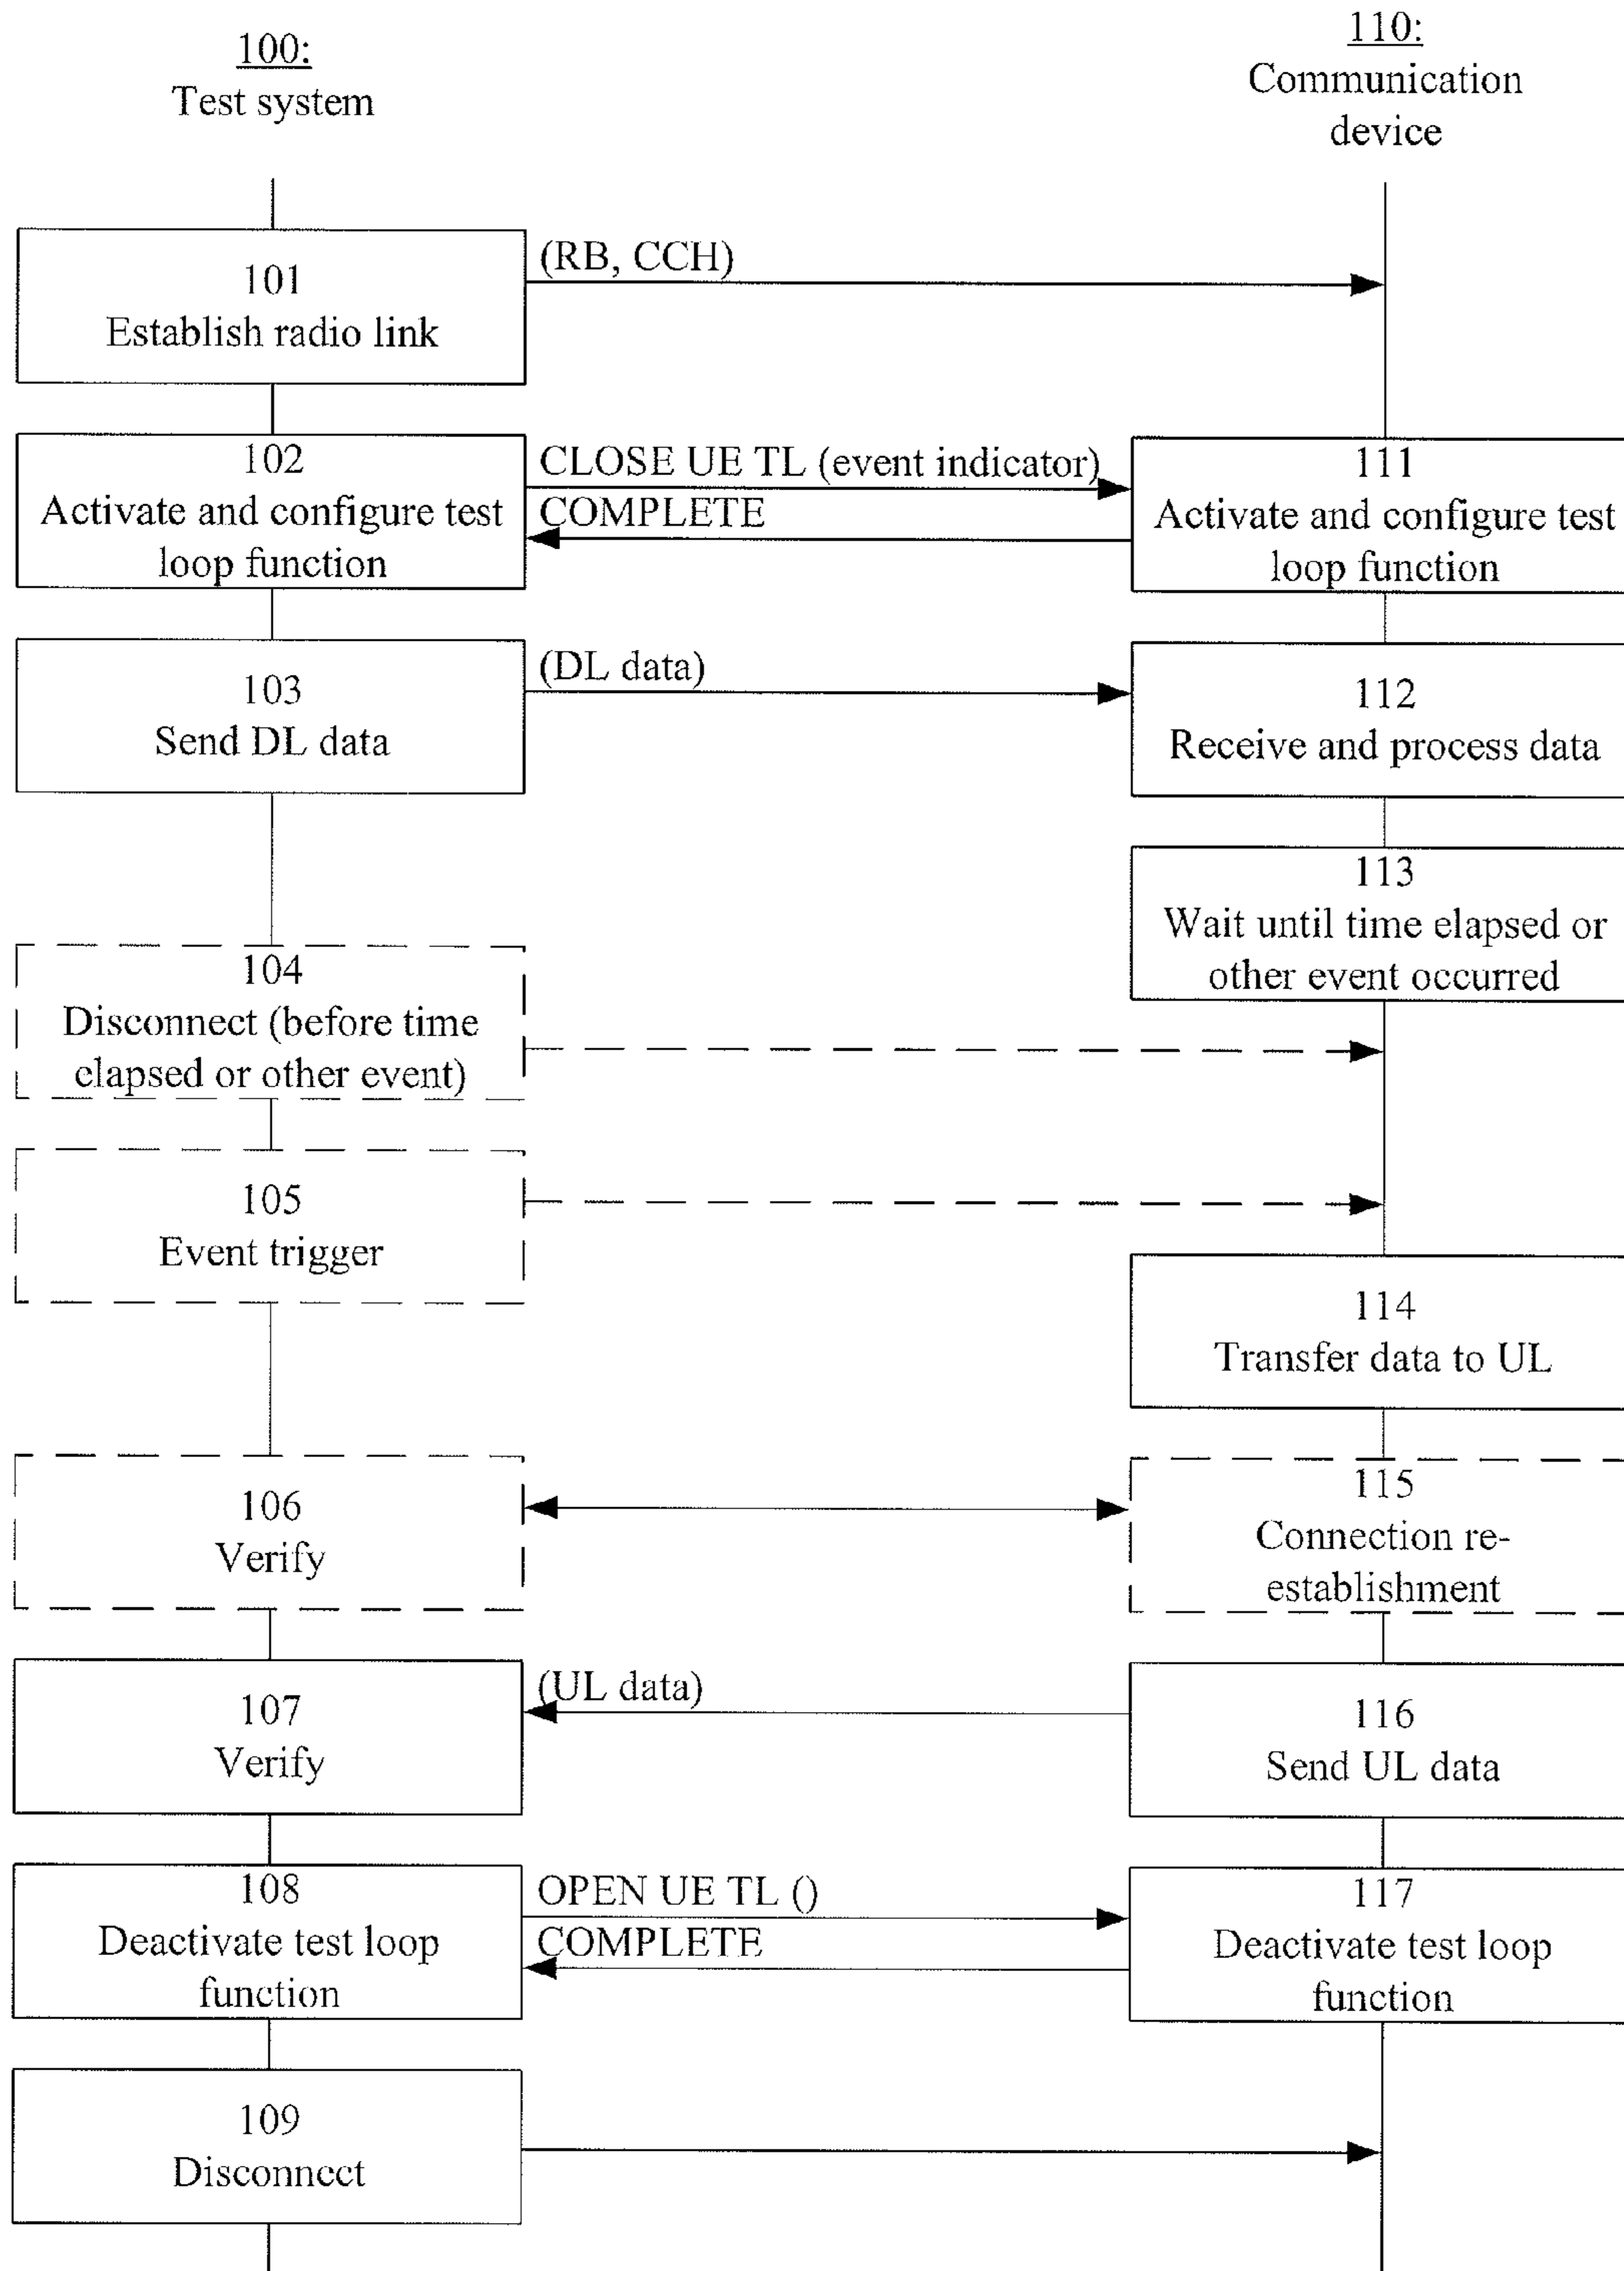 100:
Test system
110:
Communication
device
101
Establish radio link
(RB, CCH)
102
Activate and configure test
loop function
CLOSE UE TL (event indicator)
COMPLETE
111
Activate and configure test
loop function
103
Send DL data
(DL data)
112
Receive and process data
113
Wait until time elapsed or
other event occurred
104
Disconnect (before time
elapsed or other event)
105
Event trigger
114
Transfer data to UL
106
Verify
115
Connection re-
establishment
107
Verify
(UL data)
116
Send UL data
108
Deactivate test loop
function
OPEN UE TL ()
COMPLETE
117
Deactivate test loop
function
109
Disconnect